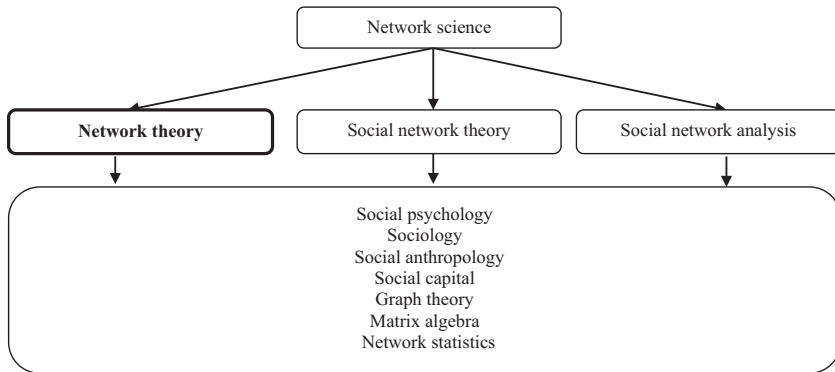 Network science
Network theory
Social network theory
Social network analysis
Social psychology
Sociology
Social anthropology
Social capital
Graph theory
Matrix algebra
Network statistics